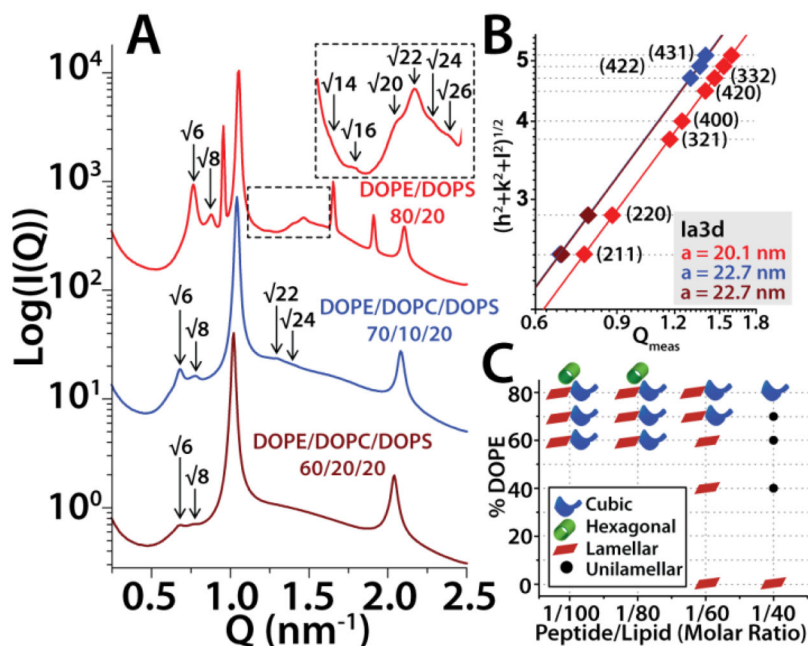 A
Log(I(Q))
10⁴
10³
10²
10¹
10⁰
0.5
1.0
1.5
2.0
2.5
Q (nm⁻¹)
√6
√8
√14
√16
√20
√22
√24
√26
DOPE/DOPS
80/20
√6
√8
√22
√24
DOPE/DOPC/DOPS
70/10/20
√6
√8
DOPE/DOPC/DOPS
60/20/20
B
(h²+k²+l²)¹/²
5
4
3
(431)
(422)
(332)
(420)
(400)
(321)
(220)
(211)
Ia3d
a = 20.1 nm
a = 22.7 nm
a = 22.7 nm
0.6
0.9
1.2
1.5
1.8
Qmeas
C
% DOPE
80
60
40
20
0
Cubic
Hexagonal
Lamellar
Unilamellar
1/100
1/80
1/60
1/40
Peptide/Lipid (Molar Ratio)